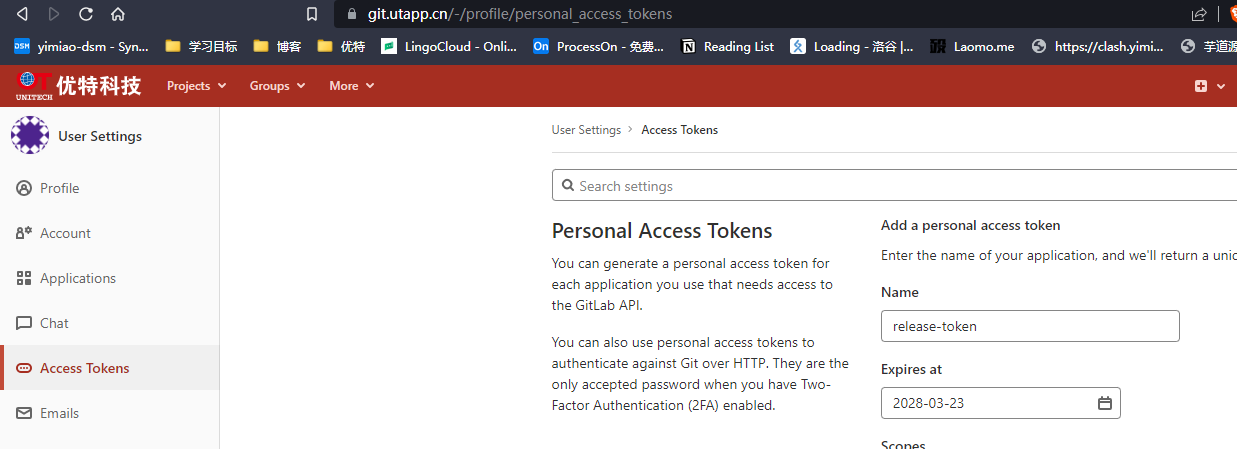 git.utapp.cn/-/profile/personal_access_tokens
DSM yimiao-dsm - Syn... 学习目标 博客 优特 LingoCloud - Onli... On ProcessOn - 免费... Reading List Loading - 洛谷 |... Laomo.me https://clash.yimi... 芋道源
UNITECH 优特科技 Projects Groups More
User Settings
Profile
Account
Applications
Chat
Access Tokens
Emails
User Settings > Access Tokens
Search settings
Personal Access Tokens
You can generate a personal access token for
each application you use that needs access to
the GitLab API.
You can also use personal access tokens to
authenticate against Git over HTTP. They are the
only accepted password when you have Two-
Factor Authentication (2FA) enabled.
Add a personal access token
Enter the name of your application, and we'll return a unic
Name
release-token
Expires at
2028-03-23
Scopes